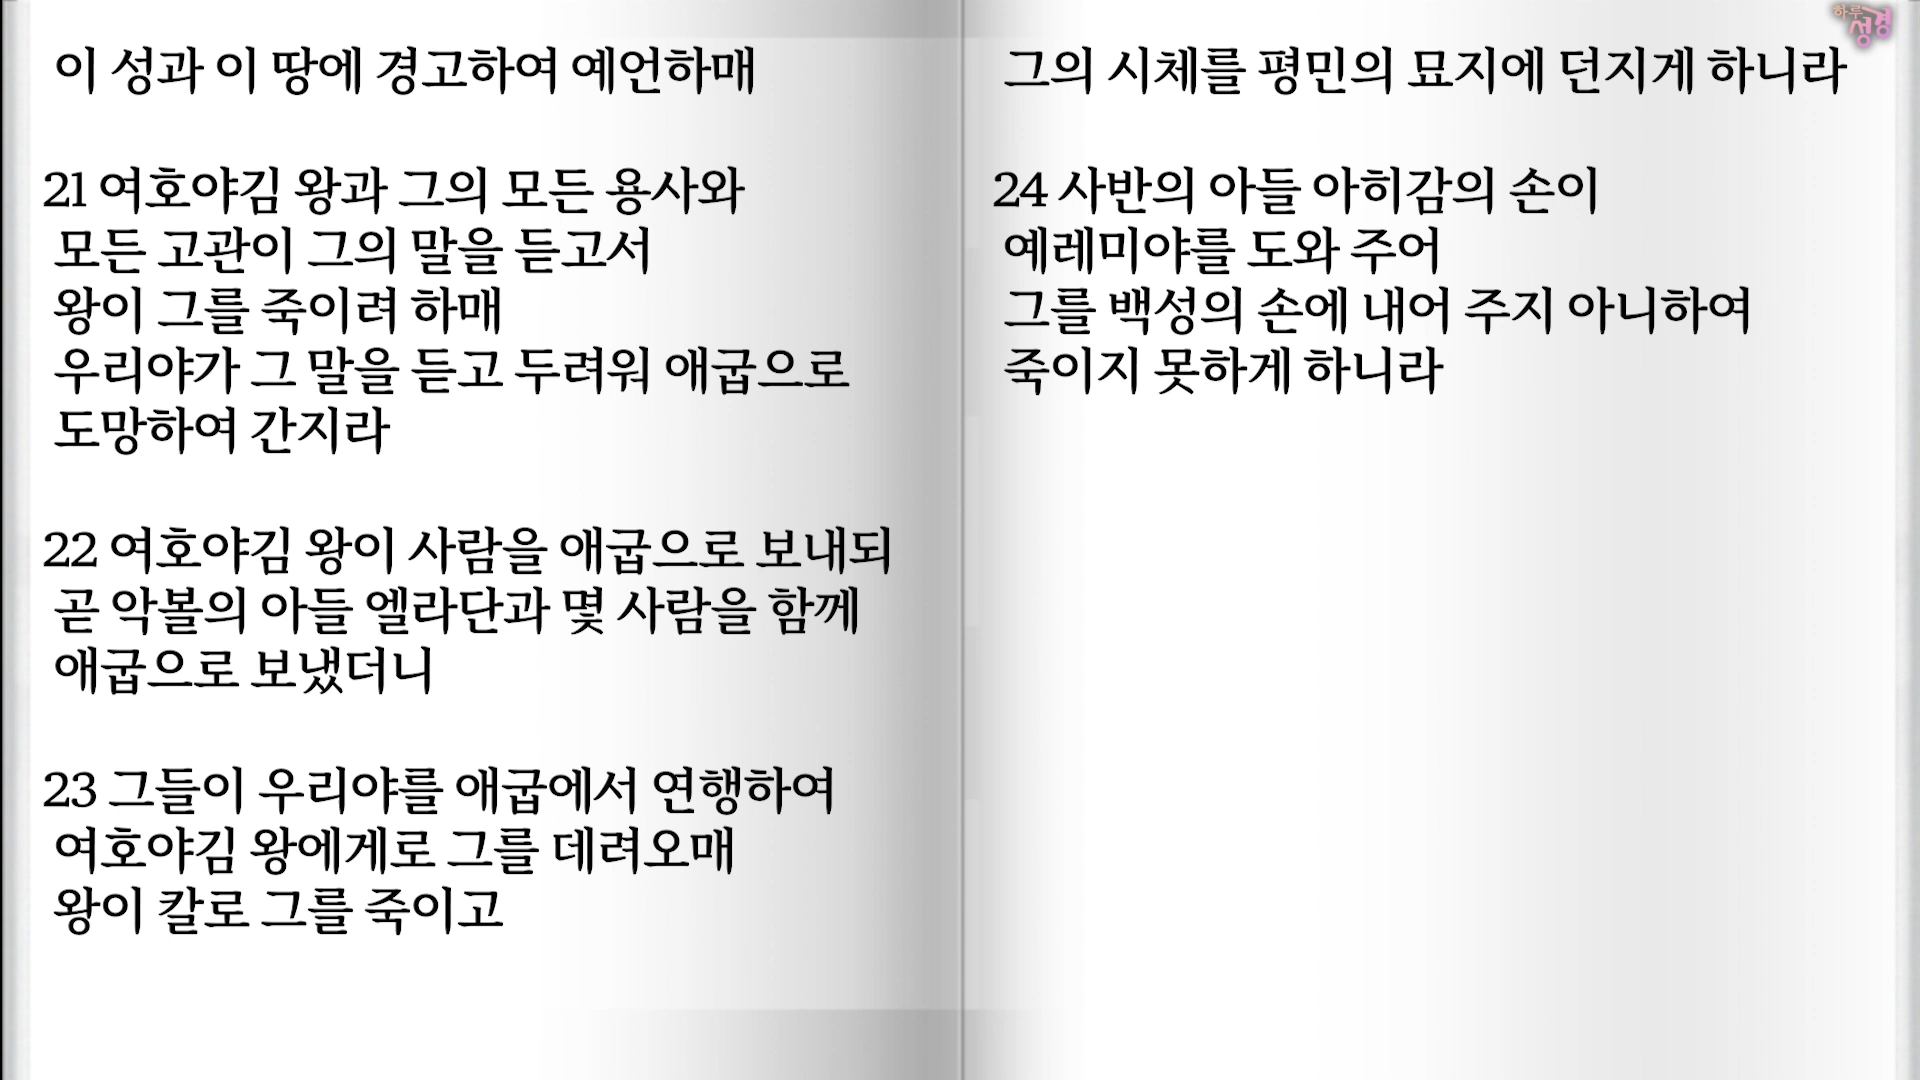 이 성과 이 땅에 경고하여 예언하매
21 여호야김 왕과 그의 모든 용사와
모든 고관이 그의 말을 듣고서
왕이 그를 죽이려 하매
우리야가 그 말을 듣고 두려워 애굽으로
도망하여 간지라
22 여호야김 왕이 사람을 애굽으로 보내되
곧 악볼의 아들 엘라단과 몇 사람을 함께
애굽으로 보냈더니
23 그들이 우리야를 애굽에서 연행하여
여호야김 왕에게로 그를 데려오매
왕이 칼로 그를 죽이고
그의 시체를 평민의 묘지에 던지게 하니라
24 사반의 아들 아히감의 손이
예레미야를 도와 주어
그를 백성의 손에 내어 주지 아니하여
죽이지 못하게 하니라
하루
성경